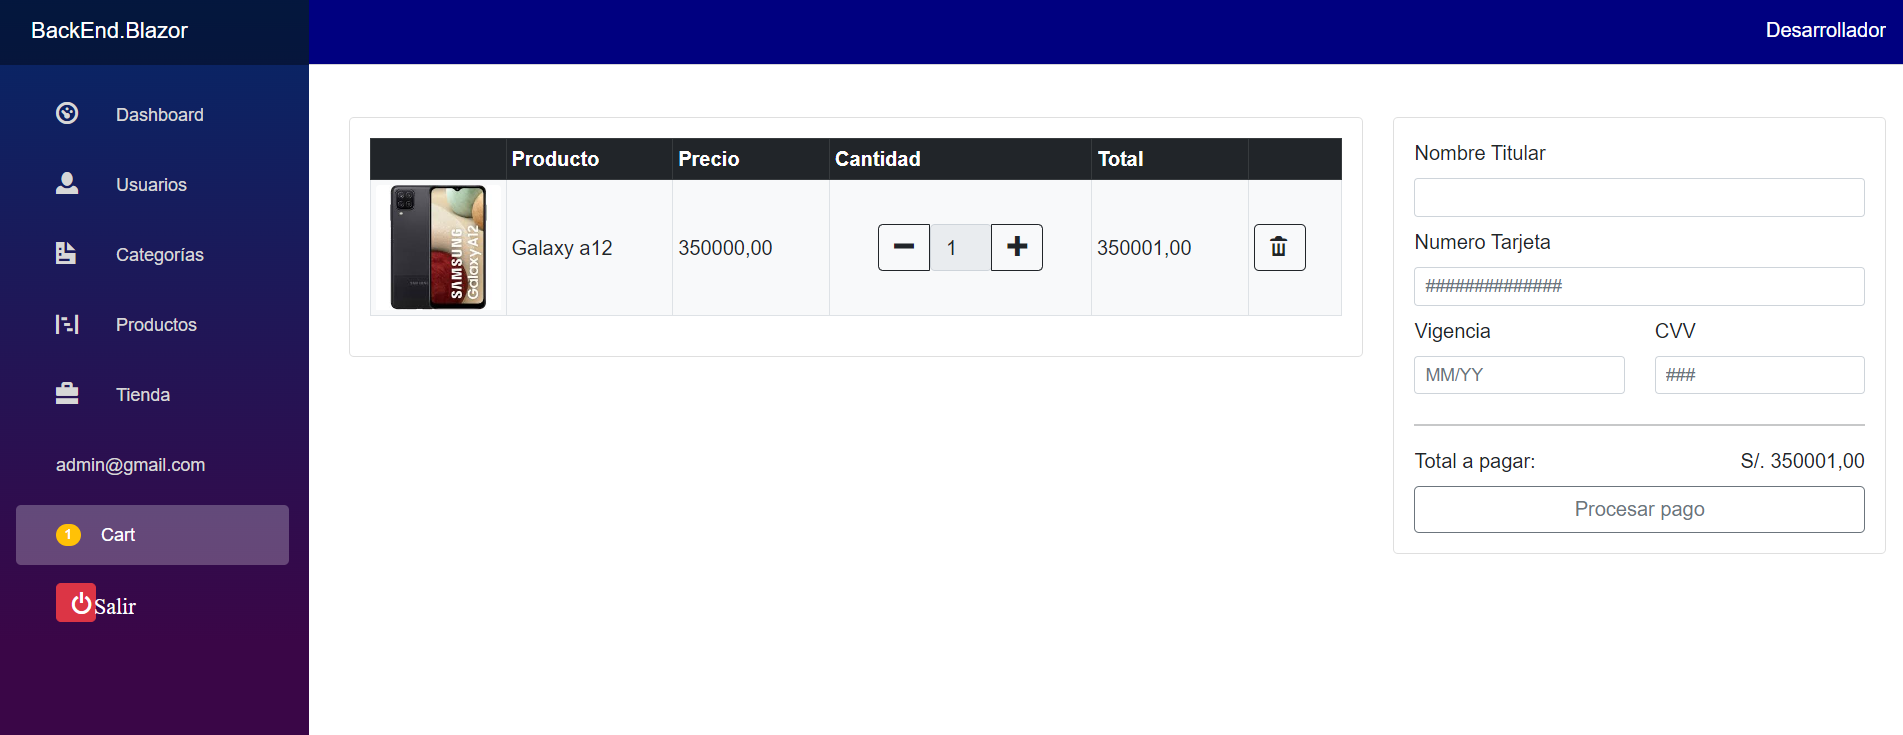 BackEnd.Blazor
Desarrollador
Dashboard
Usuarios
Categorías
Productos
Tienda
admin@gmail.com
1 Cart
Salir
Producto Precio Cantidad Total
SAMSUNG
Galaxy A12
Galaxy a12 350000,00 1 350001,00
Nombre Titular
Numero Tarjeta
##############
Vigencia CVV
MM/YY ###
Total a pagar: S/. 350001,00
Procesar pago